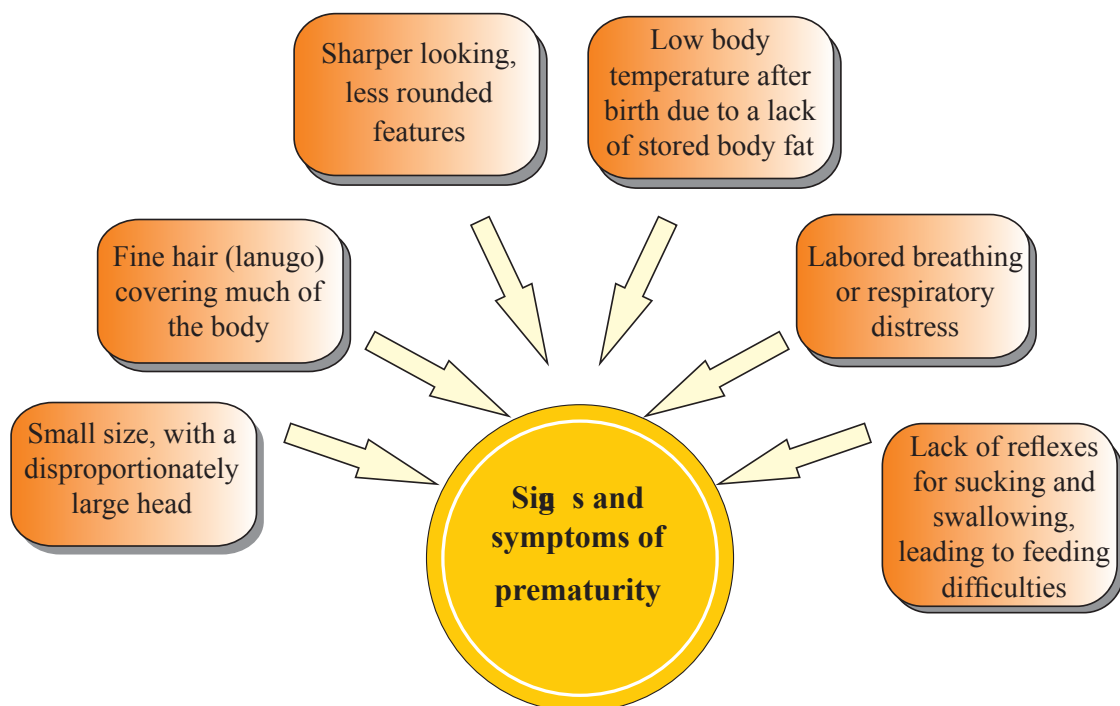 Sharper looking,
less rounded
features
Low body
temperature after
birth due to a lack
of stored body fat
Fine hair (lanugo)
covering much of
the body
Labored breathing
or respiratory
distress
Small size, with a
disproportionately
large head
Lack of reflexes
for sucking and
swallowing,
leading to feeding
difficulties
Signs and
symptoms of
prematurity